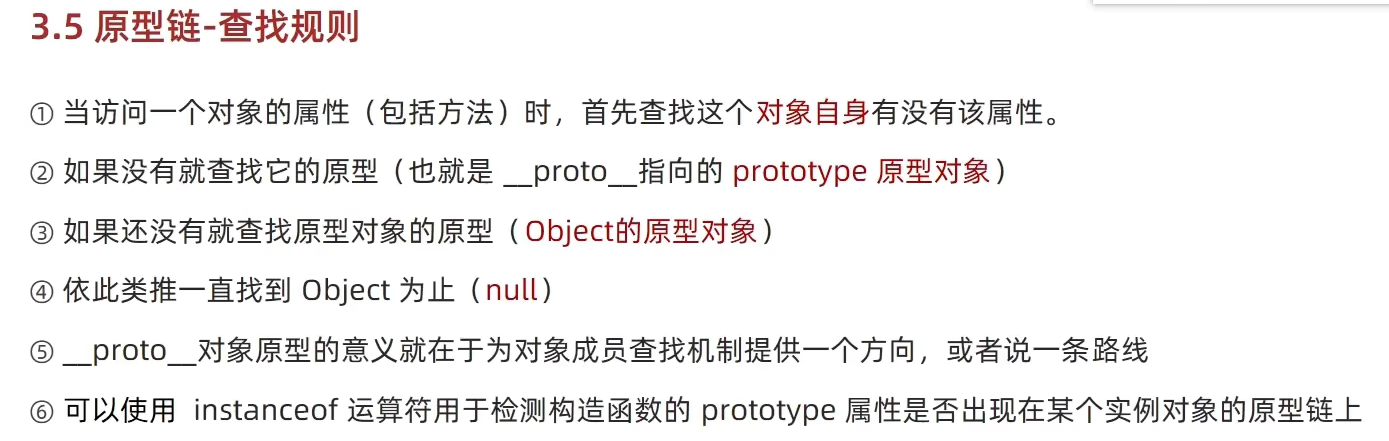 3.5 原型链-查找规则
① 当访问一个对象的属性（包括方法）时，首先查找这个对象自身有没有该属性。
② 如果没有就查找它的原型（也就是 __proto__指向的 prototype 原型对象）
③ 如果还没有就查找原型对象的原型（Object的原型对象）
④ 依此类推一直找到 Object 为止（null）
⑤ __proto__对象原型的意义就在于为对象成员查找机制提供一个方向，或者说一条路线
⑥ 可以使用 instanceof 运算符用于检测构造函数的 prototype 属性是否出现在某个实例对象的原型链上